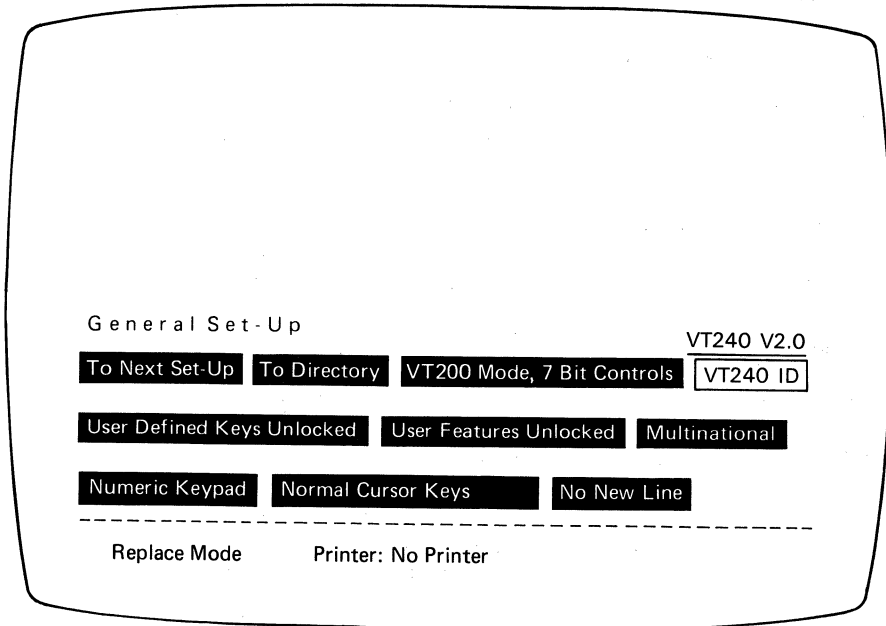 General Set-Up
VT240 V2.0
To Next Set-Up To Directory VT200 Mode, 7 Bit Controls VT240 ID
User Defined Keys Unlocked User Features Unlocked Multinational
Numeric Keypad Normal Cursor Keys No New Line
Replace Mode Printer: No Printer